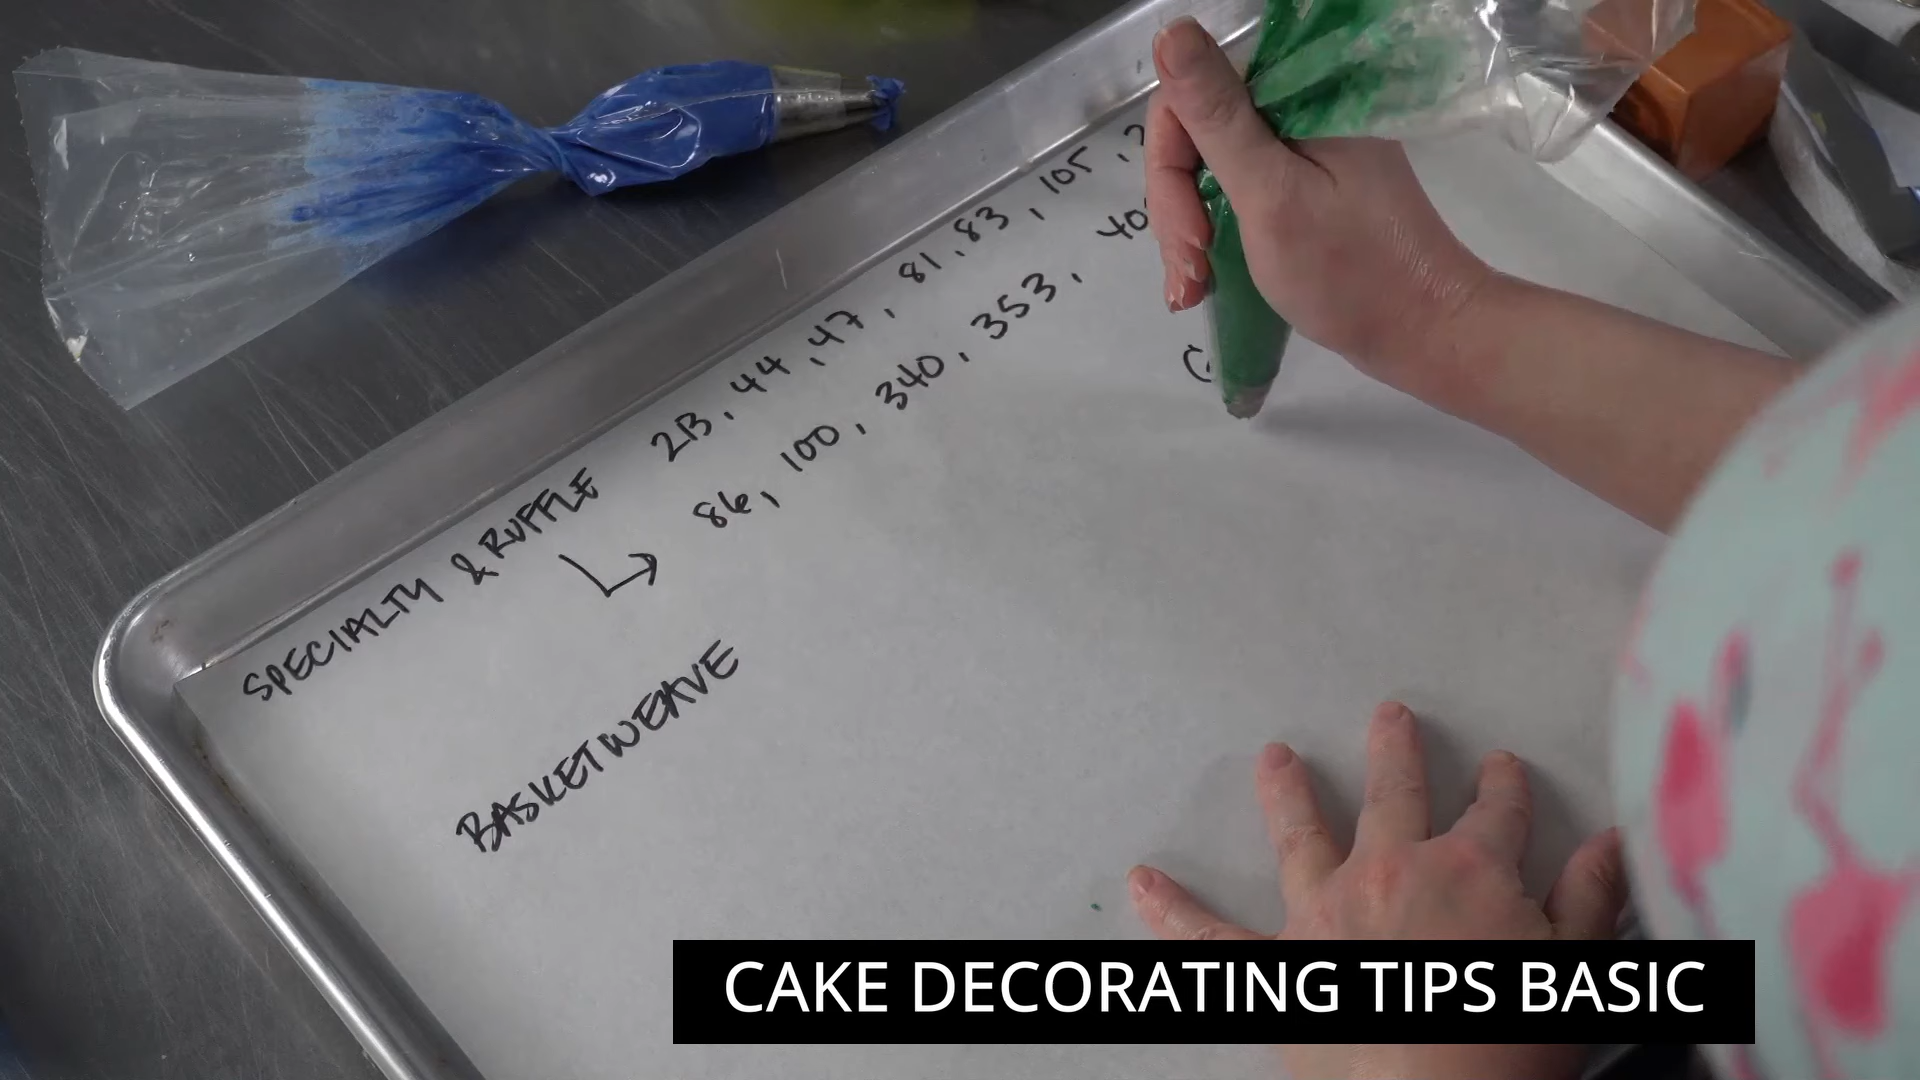 SPECIALTY & RUFFLE 2B, 44, 47, 81, 83, 105,
86, 100, 340, 353,
BASKETWEAVE
CAKE DECORATING TIPS BASIC